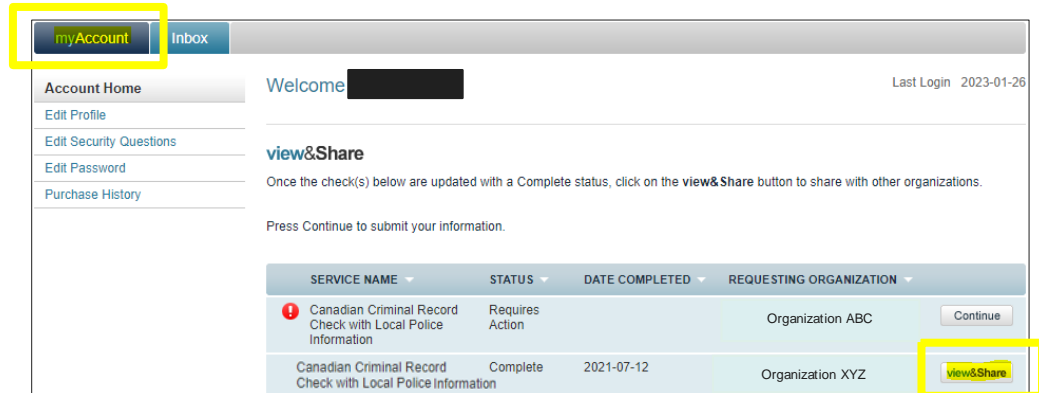 myAccount Inbox
Account Home
Edit Profile
Edit Security Questions
Edit Password
Purchase History
Welcome
Last Login 2023-01-26
view&Share
Once the check(s) below are updated with a Complete status, click on the view&Share button to share with other organizations.
Press Continue to submit your information.
SERVICE NAME STATUS DATE COMPLETED REQUESTING ORGANIZATION
Canadian Criminal Record Requires
Check with Local Police Action Organization ABC Continue
Information
Canadian Criminal Record Complete 2021-07-12 Organization XYZ view&Share
Check with Local Police Information